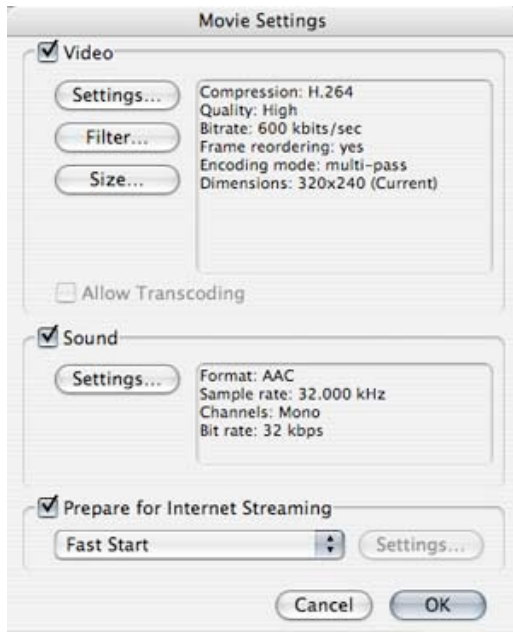 Movie Settings
Video
Settings...
Filter...
Size...
Compression: H.264
Quality: High
Bitrate: 600 kbits/sec
Frame reordering: yes
Encoding mode: multi-pass
Dimensions: 320x240 (Current)
Allow Transcoding
Sound
Settings...
Format: AAC
Sample rate: 32.000 kHz
Channels: Mono
Bit rate: 32 kbps
Prepare for Internet Streaming
Fast Start
Settings...
Cancel
OK